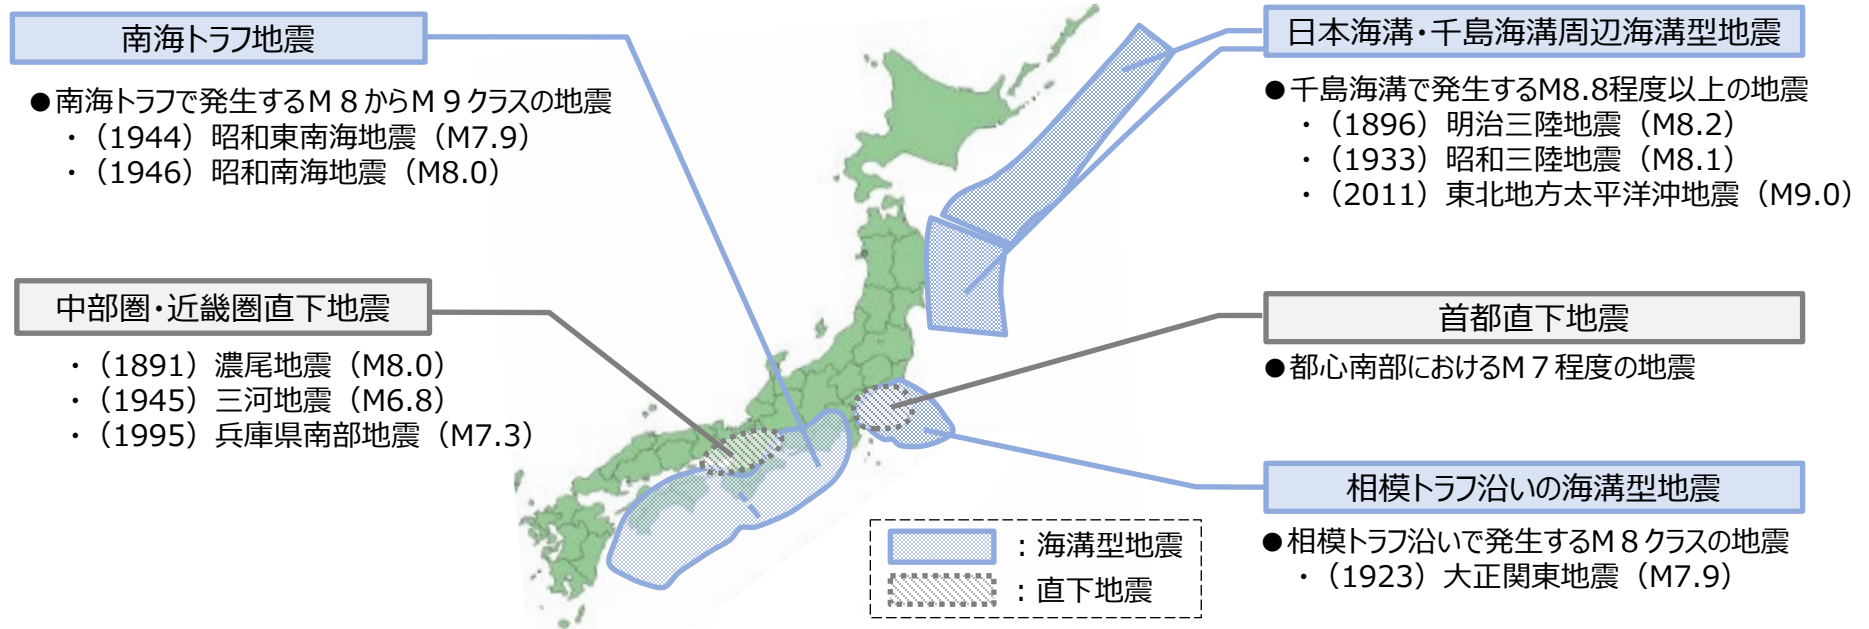 南海トラフ地震
●南海トラフで発生するM8からM9クラスの地震
・（1944）昭和東南海地震（M7.9）
・（1946）昭和南海地震（M8.0）
中部圏・近畿圏直下地震
・（1891）濃尾地震（M8.0）
・（1945）三河地震（M6.8）
・（1995）兵庫県南部地震（M7.3）
日本海溝・千島海溝周辺海溝型地震
●千島海溝で発生するM8.8程度以上の地震
・（1896）明治三陸地震（M8.2）
・（1933）昭和三陸地震（M8.1）
・（2011）東北地方太平洋沖地震（M9.0）
首都直下地震
●都心南部におけるM7程度の地震
相模トラフ沿いの海溝型地震
●相模トラフ沿いで発生するM8クラスの地震
・（1923）大正関東地震（M7.9）
：海溝型地震
：直下地震